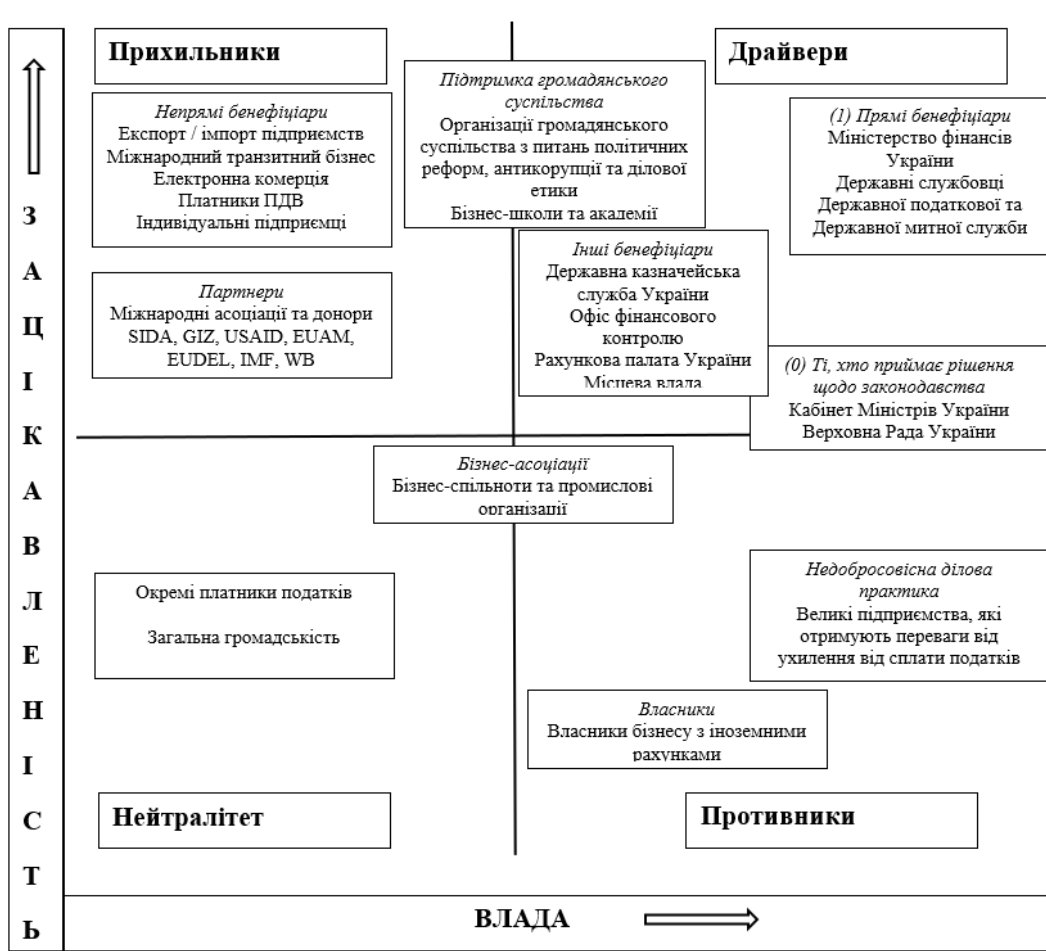 ЗАЦІКАВЛЕНІСТЬ
Прихильники
Драйвери
Непрямі бенефіціари
Експорт / імпорт підприємств
Міжнародний транзитний бізнес
Електронна комерція
Платники ПДВ
Індивідуальні підприємці
Підтримка громадянського
суспільства
Організації громадянського
суспільства з питань політичних
реформ, антикорупції та ділової
етики
Бізнес-школи та академії
(1) Прямі бенефіціари
Міністерство фінансів
України
Державні службовці
Державної податкової та
Державної митної служби
Партнери
Міжнародні асоціації та донори
SIDA, GIZ, USAID, EUAM,
EUDEL, IMF, WB
Інші бенефіціари
Державна казначейська
служба України
Офіс фінансового
контролю
Рахункова палата України
Місцева влада
(0) Ті, хто приймає рішення
щодо законодавства
Кабінет Міністрів України
Верховна Рада України
Бізнес-асоціації
Бізнес-спільноти та промислові
організації
Окремі платники податків
Загальна громадськість
Недобросовісна ділова
практика
Великі підприємства, які
отримують переваги від
ухилення від сплати податків
Власники
Власники бізнесу з іноземними
рахунками
Нейтралітет
Противники
ВЛАДА